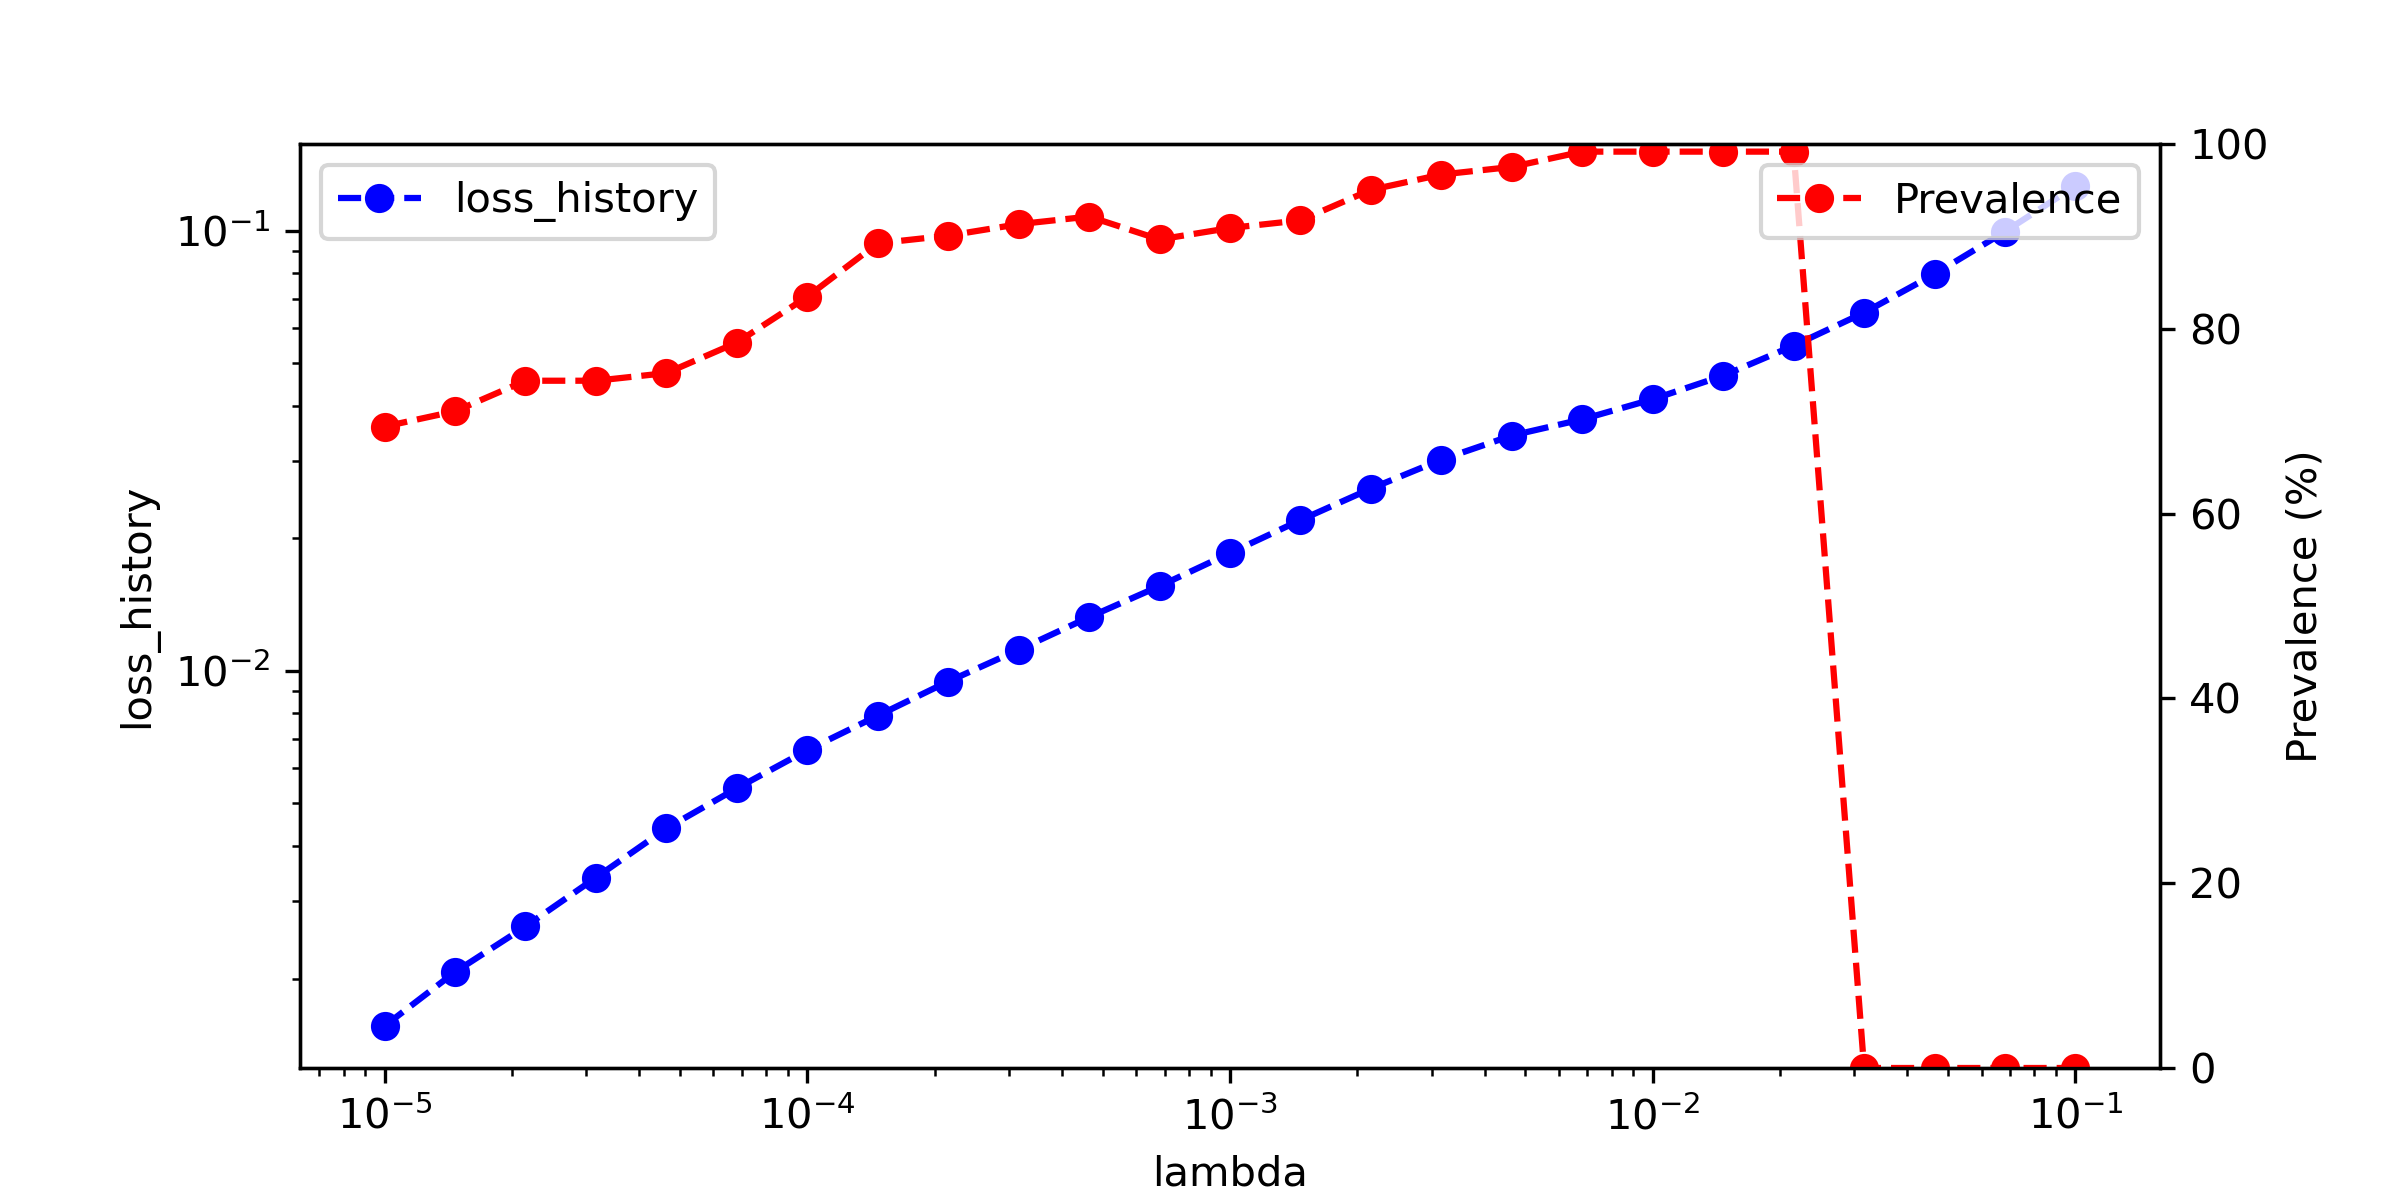 loss_history
Prevalence
10⁻¹
10⁻²
loss_history
100
80
60
40
20
0
Prevalence (%)
10⁻⁵
10⁻⁴
10⁻³
10⁻²
10⁻¹
lambda